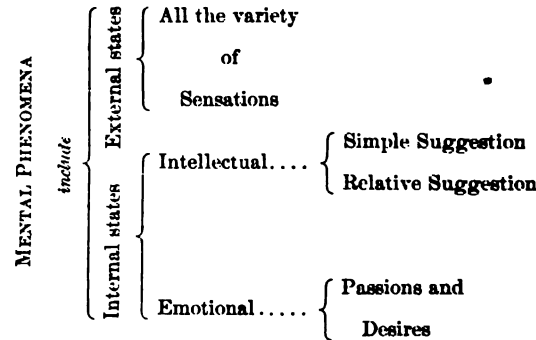 MENTAL PHENOMENA
include
External states
All the variety
of
Sensations
Internal states
Intellectual....
Simple Suggestion
Relative Suggestion
Emotional.....
Passions and
Desires